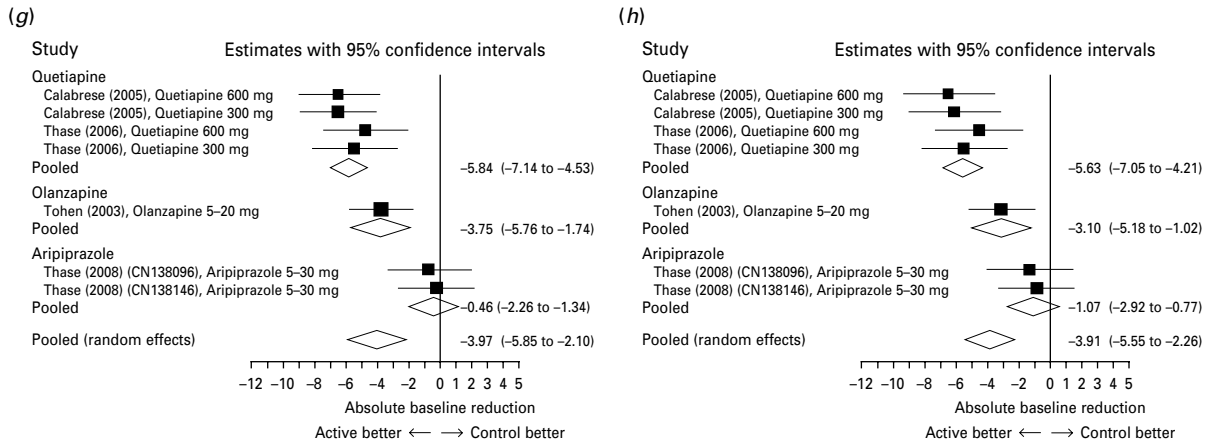 (g)
Study Estimates with 95% confidence intervals
Quetiapine
Calabrese (2005), Quetiapine 600 mg
Calabrese (2005), Quetiapine 300 mg
Thase (2006), Quetiapine 600 mg
Thase (2006), Quetiapine 300 mg
Pooled −5.84 (−7.14 to −4.53)
Olanzapine
Tohen (2003), Olanzapine 5–20 mg
Pooled −3.75 (−5.76 to −1.74)
Aripiprazole
Thase (2008) (CN138096), Aripiprazole 5–30 mg
Thase (2008) (CN138146), Aripiprazole 5–30 mg
Pooled −0.46 (−2.26 to −1.34)
Pooled (random effects) −3.97 (−5.85 to −2.10)
−12 −10 −8 −6 −4 −2 0 1 2 3 4 5
Absolute baseline reduction
Active better ← → Control better
(h)
Study Estimates with 95% confidence intervals
Quetiapine
Calabrese (2005), Quetiapine 600 mg
Calabrese (2005), Quetiapine 300 mg
Thase (2006), Quetiapine 600 mg
Thase (2006), Quetiapine 300 mg
Pooled −5.63 (−7.05 to −4.21)
Olanzapine
Tohen (2003), Olanzapine 5–20 mg
Pooled −3.10 (−5.18 to −1.02)
Aripiprazole
Thase (2008) (CN138096), Aripiprazole 5–30 mg
Thase (2008) (CN138146), Aripiprazole 5–30 mg
Pooled −1.07 (−2.92 to −0.77)
Pooled (random effects) −3.91 (−5.55 to −2.26)
−12 −10 −8 −6 −4 −2 0 1 2 3 4 5
Absolute baseline reduction
Active better ← → Control better